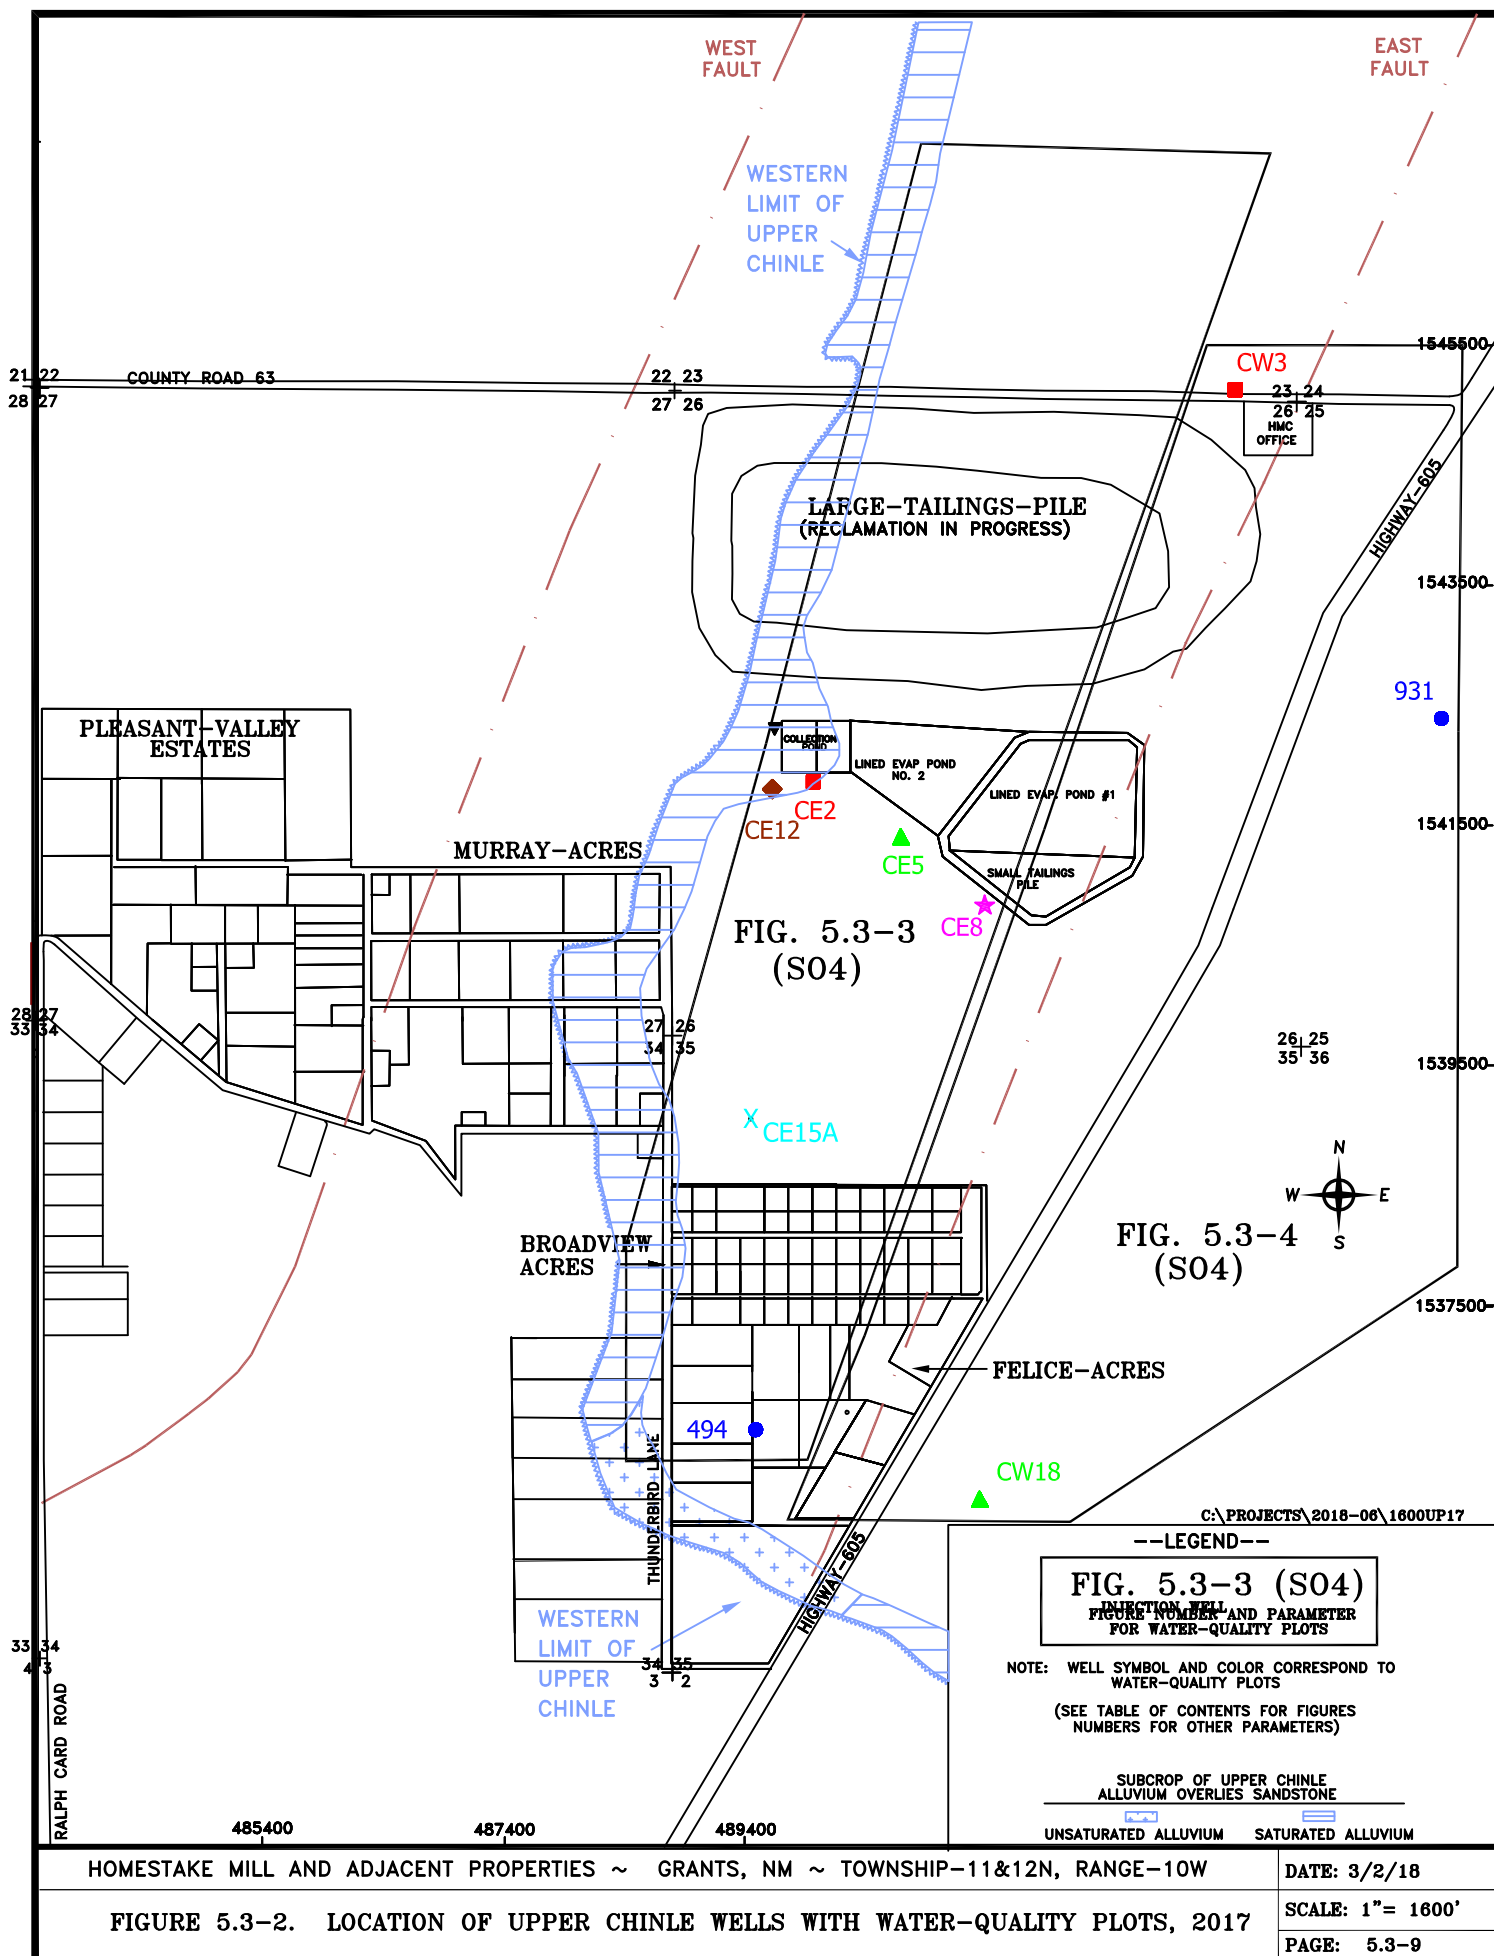 WEST
FAULT
EAST
FAULT
WESTERN
LIMIT OF
UPPER
CHINLE
1545500
CW3
21 22
28 27
COUNTY ROAD 63
22 23
27 26
23 24
26 25
HMC
OFFICE
LARGE-TAILINGS-PILE
(RECLAMATION IN PROGRESS)
HIGHWAY-605
1543500
931
PLEASANT-VALLEY
ESTATES
COLLECTION
POND
LINED EVAP POND
NO. 2
LINED EVAP. POND #1
CE12
CE2
1541500
MURRAY-ACRES
CE5
SMALL TAILINGS
PILE
CE8
FIG. 5.3-3
(SO4)
28 27
33 34
27 26
34 35
26 25
35 36
1539500
X CE15A
N
W E
S
BROADVIEW
ACRES
FIG. 5.3-4
(SO4)
1537500
FELICE-ACRES
494
THUNDERBIRD LANE
CW18
C:\PROJECTS\2018-06\1600UP17
HIGHWAY-605
--LEGEND--
FIG. 5.3-3 (SO4)
INJECTION WELL
FIGURE NUMBER AND PARAMETER
FOR WATER-QUALITY PLOTS
WESTERN
LIMIT OF
UPPER
CHINLE
33 34
4 3
34 35
3 2
NOTE: WELL SYMBOL AND COLOR CORRESPOND TO
WATER-QUALITY PLOTS
(SEE TABLE OF CONTENTS FOR FIGURES
NUMBERS FOR OTHER PARAMETERS)
RALPH CARD ROAD
SUBCROP OF UPPER CHINLE
ALLUVIUM OVERLIES SANDSTONE
UNSATURATED ALLUVIUM SATURATED ALLUVIUM
485400 487400 489400
HOMESTAKE MILL AND ADJACENT PROPERTIES ~ GRANTS, NM ~ TOWNSHIP-11&12N, RANGE-10W
DATE: 3/2/18
FIGURE 5.3-2. LOCATION OF UPPER CHINLE WELLS WITH WATER-QUALITY PLOTS, 2017
SCALE: 1"= 1600'
PAGE: 5.3-9